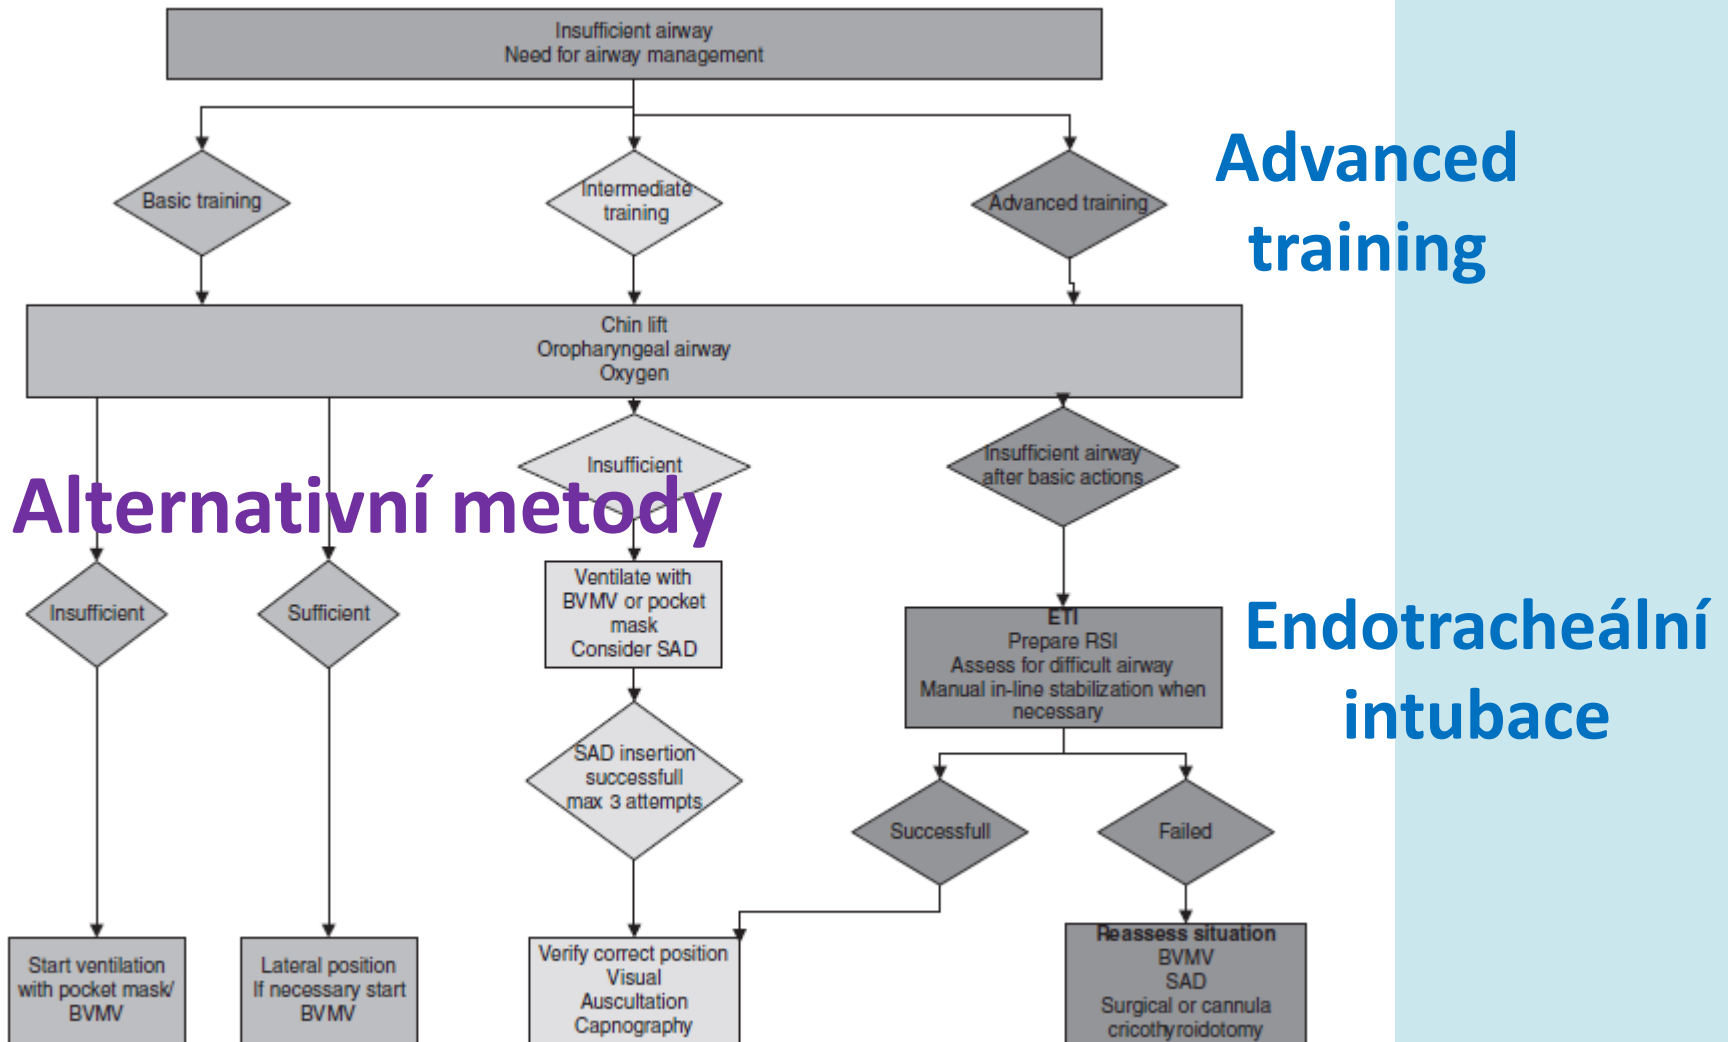 Insufficient airway
Need for airway management
Basic training
Intermediate
training
Advanced training
Advanced
training
Chin lift
Oropharyngeal airway
Oxygen
Insufficient
Insufficient airway
after basic actions
Alternativní metody
Insufficient
Sufficient
Ventilate with
BVMV or pocket
mask
Consider SAD
ETI
Prepare RSI
Assess for difficult airway
Manual in-line stabilization when
necessary
Endotracheální
intubace
SAD insertion
successfull
max 3 attempts
Successfull
Failed
Start ventilation
with pocket mask/
BVMV
Lateral position
If necessary start
BVMV
Verify correct position
Visual
Auscultation
Capnography
Reassess situation
BVMV
SAD
Surgical or cannula
cricothyroidotomy